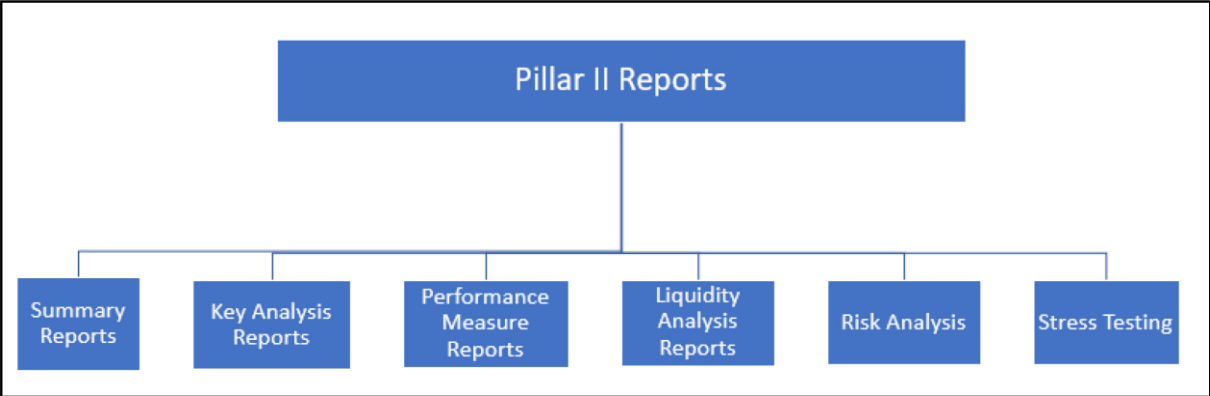 Pillar II Reports
Summary
Reports
Key Analysis
Reports
Performance
Measure
Reports
Liquidity
Analysis
Reports
Risk Analysis
Stress Testing